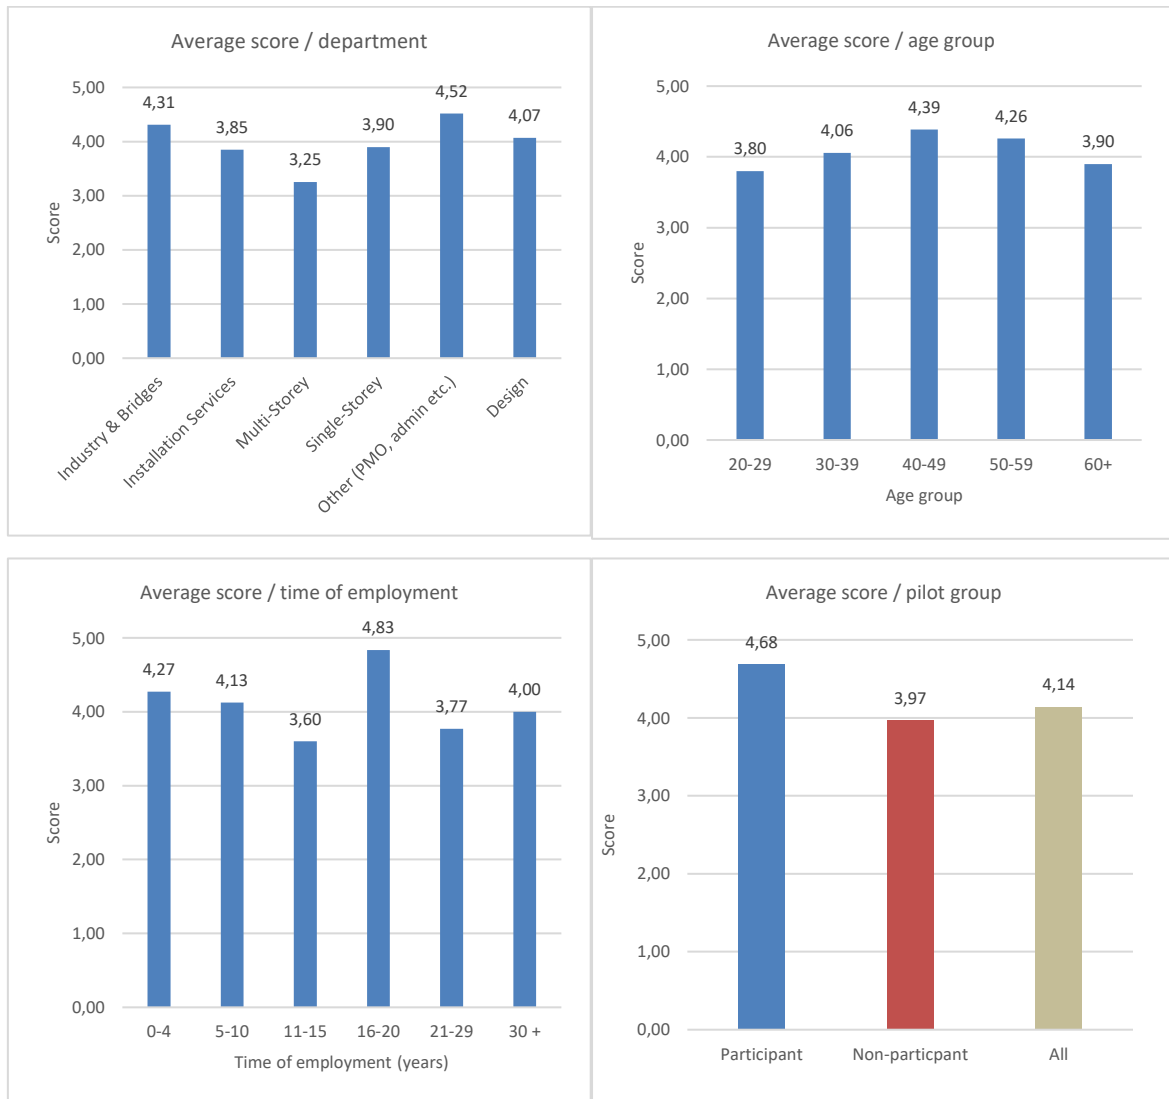 Average score / department
5,00
4,00
3,00
2,00
1,00
0,00
Score
4,31
3,85
3,25
3,90
4,52
4,07
Industry & Bridges
Installation Services
Multi-Storey
Single-Storey
Other (PMO, admin etc.)
Design
Average score / age group
5,00
4,00
3,00
2,00
1,00
0,00
Score
3,80
4,06
4,39
4,26
3,90
20-29
30-39
40-49
50-59
60+
Age group
Average score / time of employment
5,00
4,00
3,00
2,00
1,00
0,00
Score
4,27
4,13
3,60
4,83
3,77
4,00
0-4
5-10
11-15
16-20
21-29
30 +
Time of employment (years)
Average score / pilot group
5,00
4,00
3,00
2,00
1,00
0,00
Score
4,68
3,97
4,14
Participant
Non-particpant
All